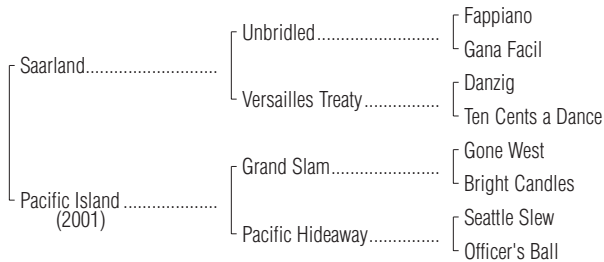 Fappiano
Unbridled
Gana Facil
Saarland
Danzig
Versailles Treaty
Ten Cents a Dance
Gone West
Grand Slam
Bright Candles
Pacific Island
(2001)
Seattle Slew
Pacific Hideaway
Officer's Ball